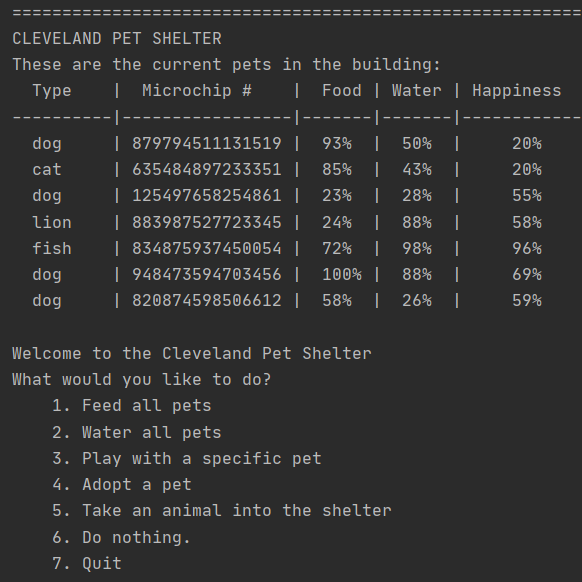 ==========================================================
CLEVELAND PET SHELTER
These are the current pets in the building:
  Type    |  Microchip #    |  Food | Water | Happiness
----------|-----------------|-------|-------|------------
  dog     | 879794511131519 |  93%  |  50%  |     20%
  cat     | 635484897233351 |  85%  |  43%  |     20%
  dog     | 125497658254861 |  23%  |  28%  |     55%
  lion    | 883987527723345 |  24%  |  88%  |     58%
  fish    | 834875937450054 |  72%  |  98%  |     96%
  dog     | 948473594703456 |  100% |  88%  |     69%
  dog     | 820874598506612 |  58%  |  26%  |     59%

Welcome to the Cleveland Pet Shelter
What would you like to do?
    1. Feed all pets
    2. Water all pets
    3. Play with a specific pet
    4. Adopt a pet
    5. Take an animal into the shelter
    6. Do nothing.
    7. Quit